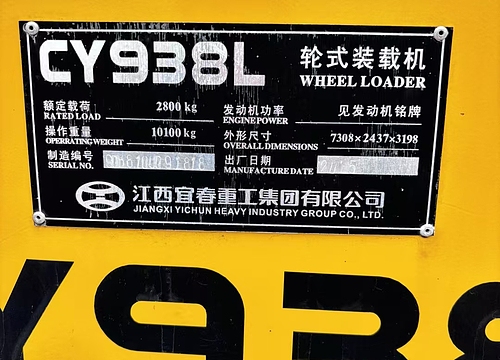 CY938L
轮式装载机
WHEEL LOADER
额定载荷 2800 kg
RATED LOAD
发动机功率 见发动机铭牌
ENGINE POWER
操作重量 10100 kg
OPERRATING WEIGHT
外形尺寸 7308×2437×3198
OVERALL DIMENSIONS
制造编号
SERIAL NO.
出厂日期
MANUFACTURE DATE
江西宜春重工集团有限公司
JIANGXI YICHUN HEAVY INDUSTRY GROUP CO., LTD.
Y938